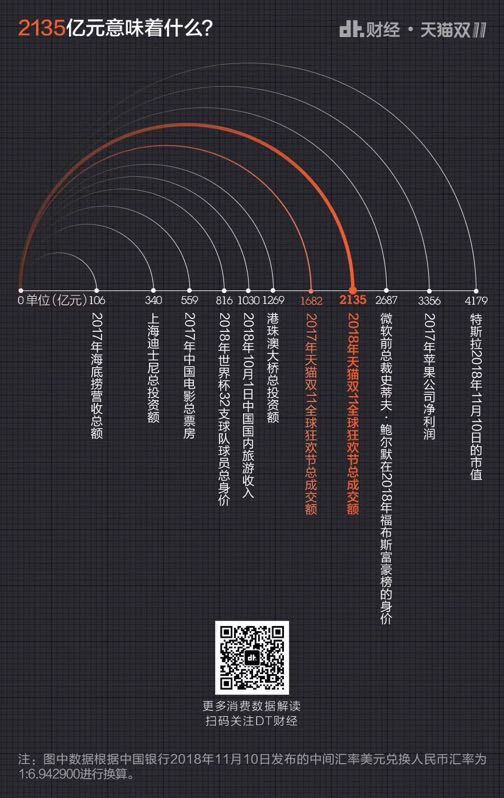 2135亿元意味着什么?
dt.财经·天猫双11
0 单位(亿元) 106 340 559 816 1030 1269 1682 2135 2687 3356 4179
2017年海底捞营收总额
上海迪士尼总投资额
2017年中国电影总票房
2018年世界杯32支球队球员总身价
2018年10月1日中国国内旅游收入
港珠澳大桥总投资额
2017年天猫双11全球狂欢节总成交额
2018年天猫双11全球狂欢节总成交额
微软前总裁史蒂夫·鲍尔默在2018年福布斯富豪榜的身价
2017年苹果公司净利润
特斯拉2018年11月10日的市值
dt.
更多消费数据解读
扫码关注DT财经
注：图中数据根据中国银行2018年11月10日发布的中间汇率美元兑换人民币汇率为
1:6.942900进行换算。